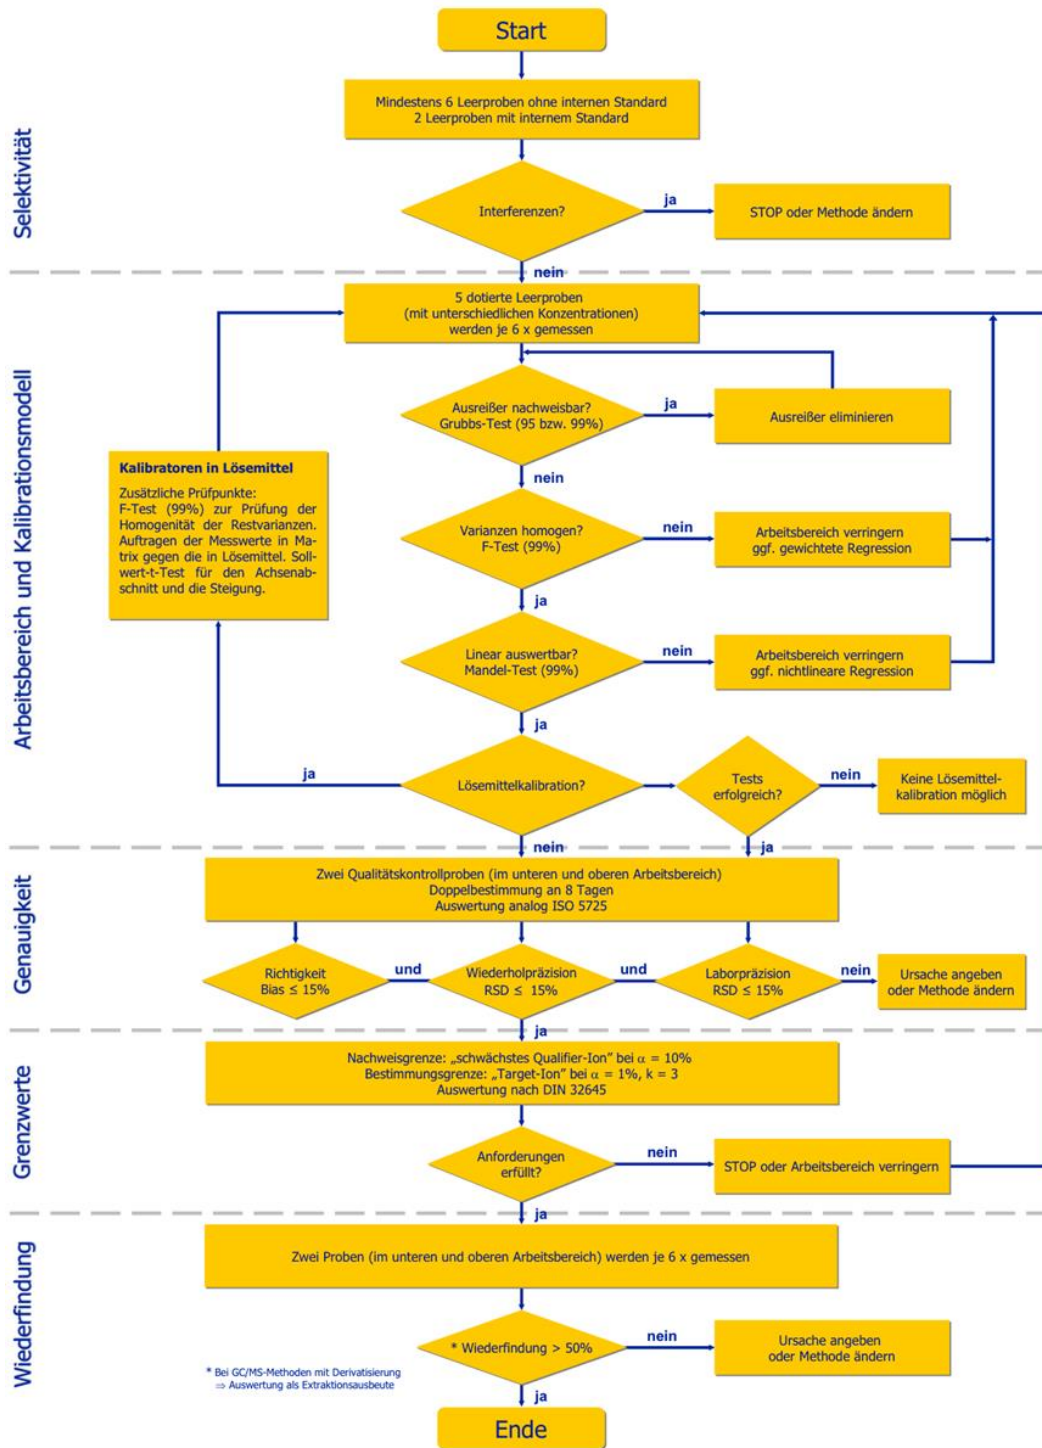 Start
Selektivität
Mindestens 6 Leerproben ohne internen Standard
2 Leerproben mit internem Standard
Interferenzen?
ja
STOP oder Methode ändern
nein
Arbeitsbereich und Kalibrationsmodell
5 dotierte Leerproben
(mit unterschiedlichen Konzentrationen)
werden je 6 x gemessen
Ausreißer nachweisbar?
Grubbs-Test (95 bzw. 99%)
ja
Ausreißer eliminieren
nein
Kalibratoren in Lösemittel
Zusätzliche Prüfpunkte:
F-Test (99%) zur Prüfung der
Homogenität der Restvarianzen.
Auftragen der Messwerte in Ma-
trix gegen die in Lösemittel. Soll-
wert-t-Test für den Achsenab-
schnitt und die Steigung.
Varianzen homogen?
F-Test (99%)
nein
Arbeitsbereich verringern
ggf. gewichtete Regression
ja
Linear auswertbar?
Mandel-Test (99%)
nein
Arbeitsbereich verringern
ggf. nichtlineare Regression
ja
ja
Lösemittelkalibration?
Tests
erfolgreich?
nein
Keine Lösemittel-
kalibration möglich
nein
ja
Genauigkeit
Zwei Qualitätskontrollproben (im unteren und oberen Arbeitsbereich)
Doppelbestimmung an 8 Tagen
Auswertung analog ISO 5725
Richtigkeit
Bias ≤ 15%
und
Wiederholpräzision
RSD ≤ 15%
und
Laborpräzision
RSD ≤ 15%
nein
Ursache angeben
oder Methode ändern
ja
Grenzwerte
Nachweisgrenze: „schwächstes Qualifier-Ion” bei α = 10%
Bestimmungsgrenze: „Target-Ion” bei α = 1%, k = 3
Auswertung nach DIN 32645
Anforderungen
erfüllt?
nein
STOP oder Arbeitsbereich verringern
ja
Wiederfindung
Zwei Proben (im unteren und oberen Arbeitsbereich) werden je 6 x gemessen
* Wiederfindung > 50%
nein
Ursache angeben
oder Methode ändern
* Bei GC/MS-Methoden mit Derivatisierung
⇒ Auswertung als Extraktionsausbeute
ja
Ende